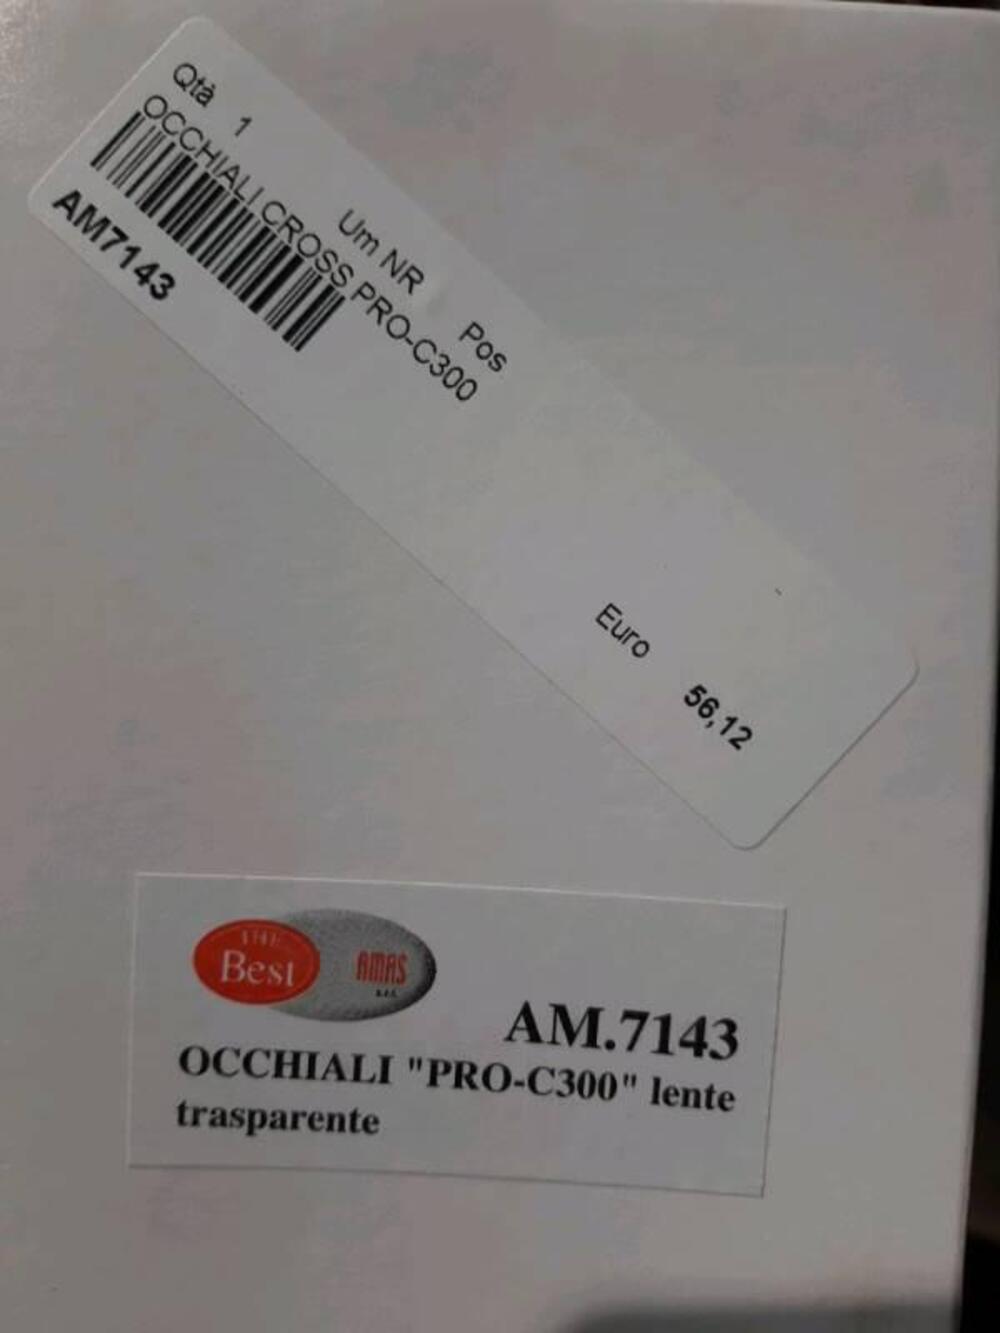 Qtà 1 Um NR Pos
OCCHIALI CROSS PRO-C300
AM7143
Euro 56,12
THE
Best
AMAS
s.r.l.
AM.7143
OCCHIALI "PRO-C300" lente
trasparente